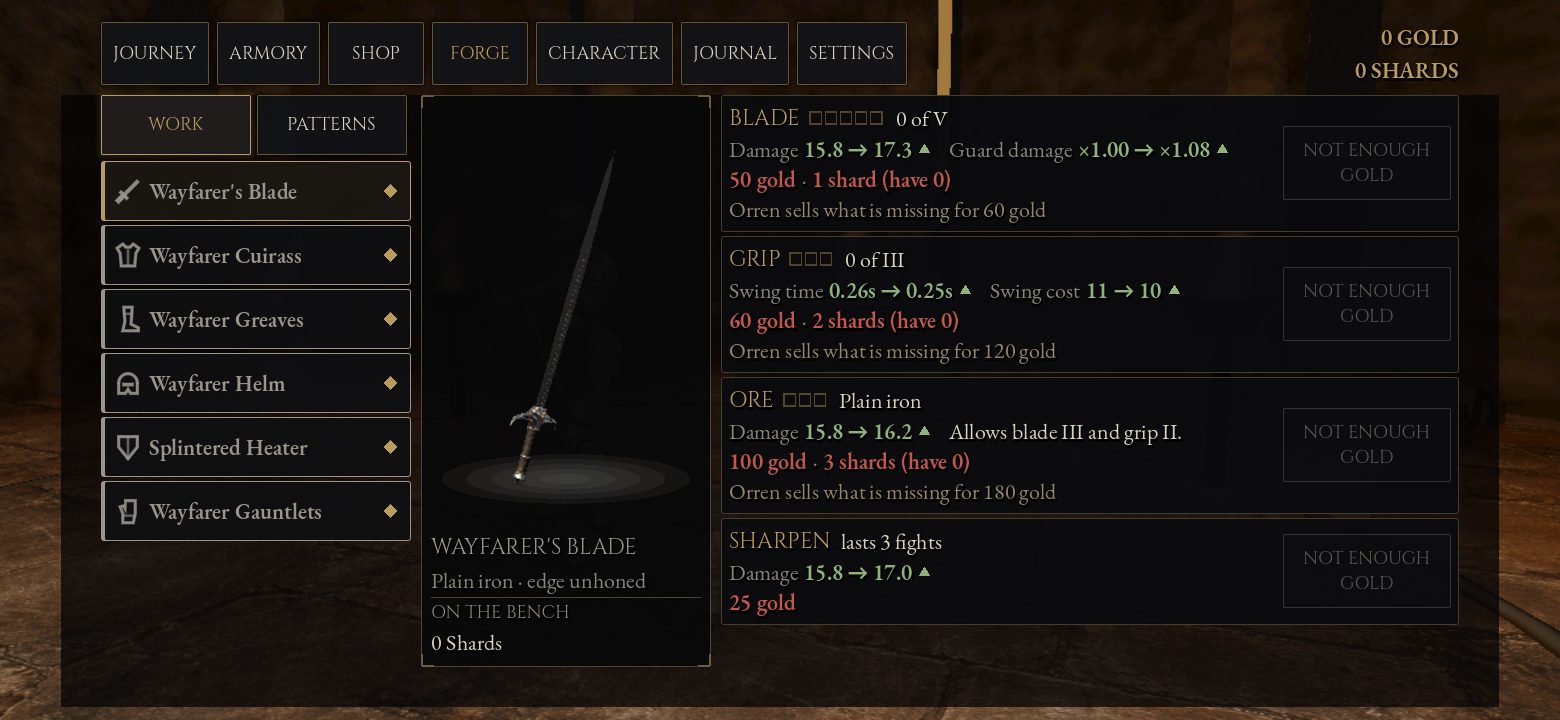 JOURNEY ARMORY SHOP FORGE CHARACTER JOURNAL SETTINGS
0 GOLD
0 SHARDS
WORK PATTERNS
Wayfarer's Blade
Wayfarer Cuirass
Wayfarer Greaves
Wayfarer Helm
Splintered Heater
Wayfarer Gauntlets
WAYFARER'S BLADE
Plain iron · edge unhoned
ON THE BENCH
0 Shards
BLADE 0 of V
Damage 15.8 → 17.3 ▲ Guard damage ×1.00 → ×1.08 ▲
50 gold · 1 shard (have 0)
Orren sells what is missing for 60 gold
NOT ENOUGH
GOLD
GRIP 0 of III
Swing time 0.26s → 0.25s ▲ Swing cost 11 → 10 ▲
60 gold · 2 shards (have 0)
Orren sells what is missing for 120 gold
NOT ENOUGH
GOLD
ORE Plain iron
Damage 15.8 → 16.2 ▲ Allows blade III and grip II.
100 gold · 3 shards (have 0)
Orren sells what is missing for 180 gold
NOT ENOUGH
GOLD
SHARPEN lasts 3 fights
Damage 15.8 → 17.0 ▲
25 gold
NOT ENOUGH
GOLD